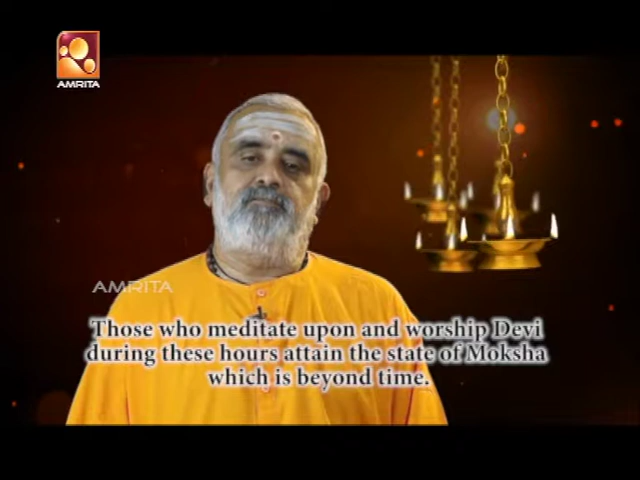 AMRITA
AMRITA
Those who meditate upon and worship Devi
during these hours attain the state of Moksha
which is beyond time.